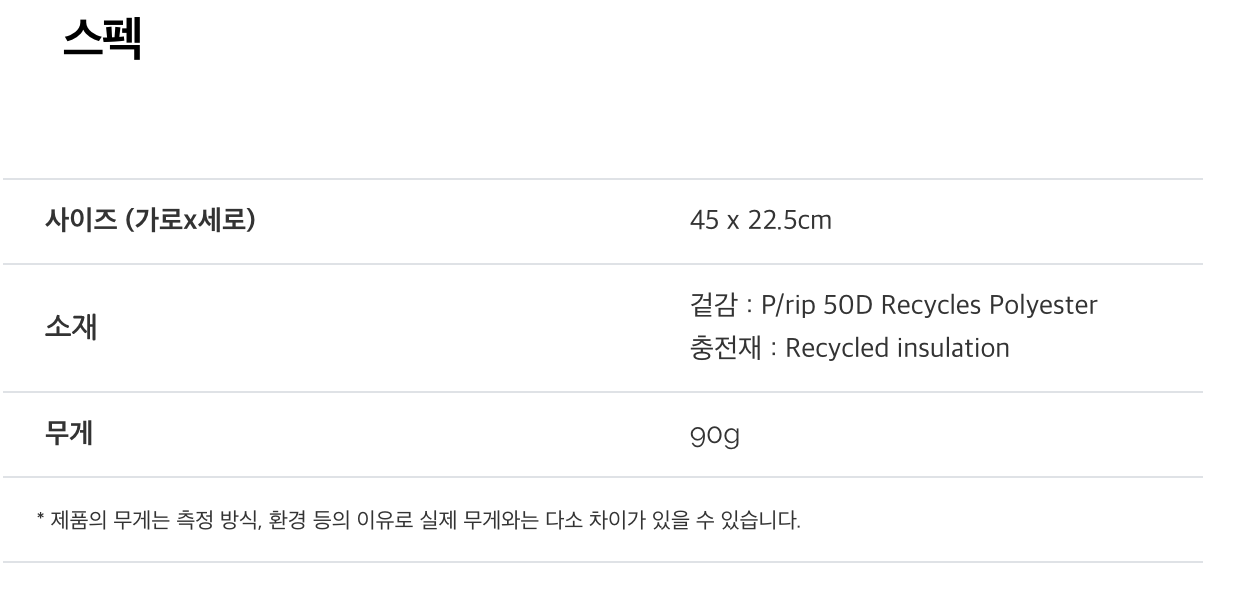 스펙
사이즈 (가로x세로)
45 x 22.5cm
소재
겉감 : P/rip 50D Recycles Polyester
충전재 : Recycled insulation
무게
90g
* 제품의 무게는 측정 방식, 환경 등의 이유로 실제 무게와는 다소 차이가 있을 수 있습니다.